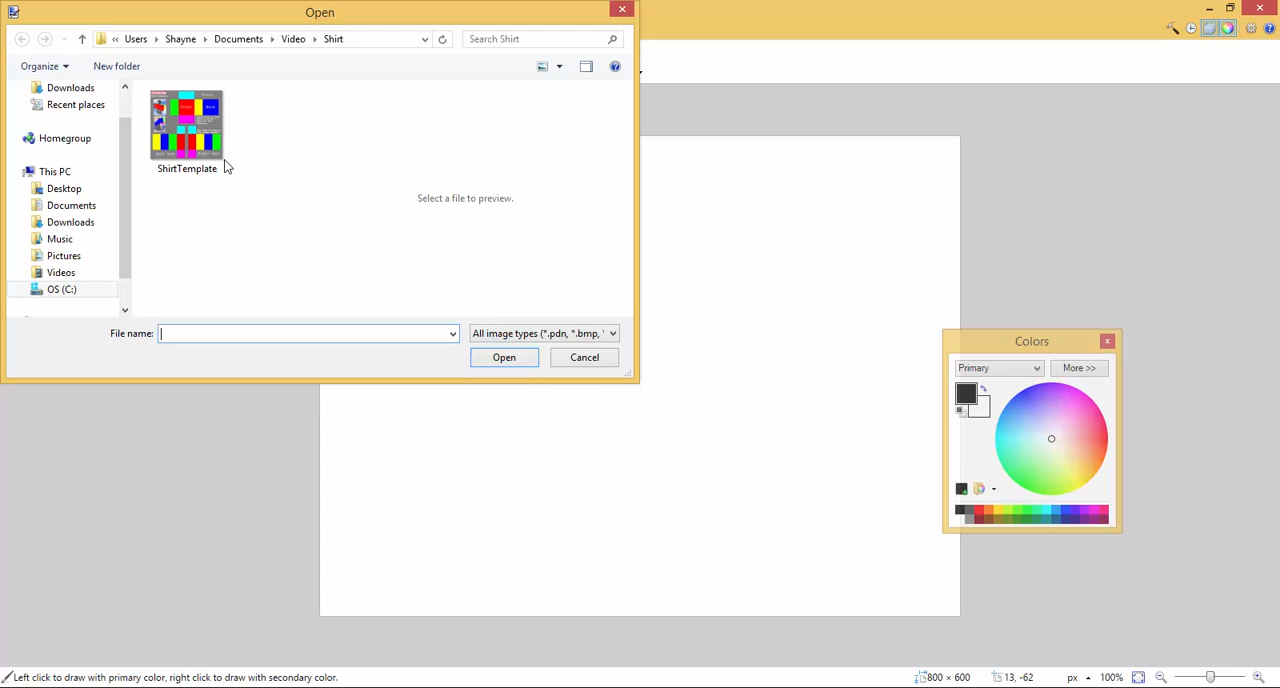 Open
« Users Shayne Documents Video Shirt
Search Shirt
Organize
New folder
Downloads
Recent places
Homegroup
This PC
Desktop
Documents
Downloads
Music
Pictures
Videos
OS (C:)
ShirtTemplate
Select a file to preview.
File name:
All image types (*.pdn, *.bmp,
Open
Cancel
Colors
Primary
More >>
Left click to draw with primary color, right click to draw with secondary color.
800 × 600
13, -62
px
100%